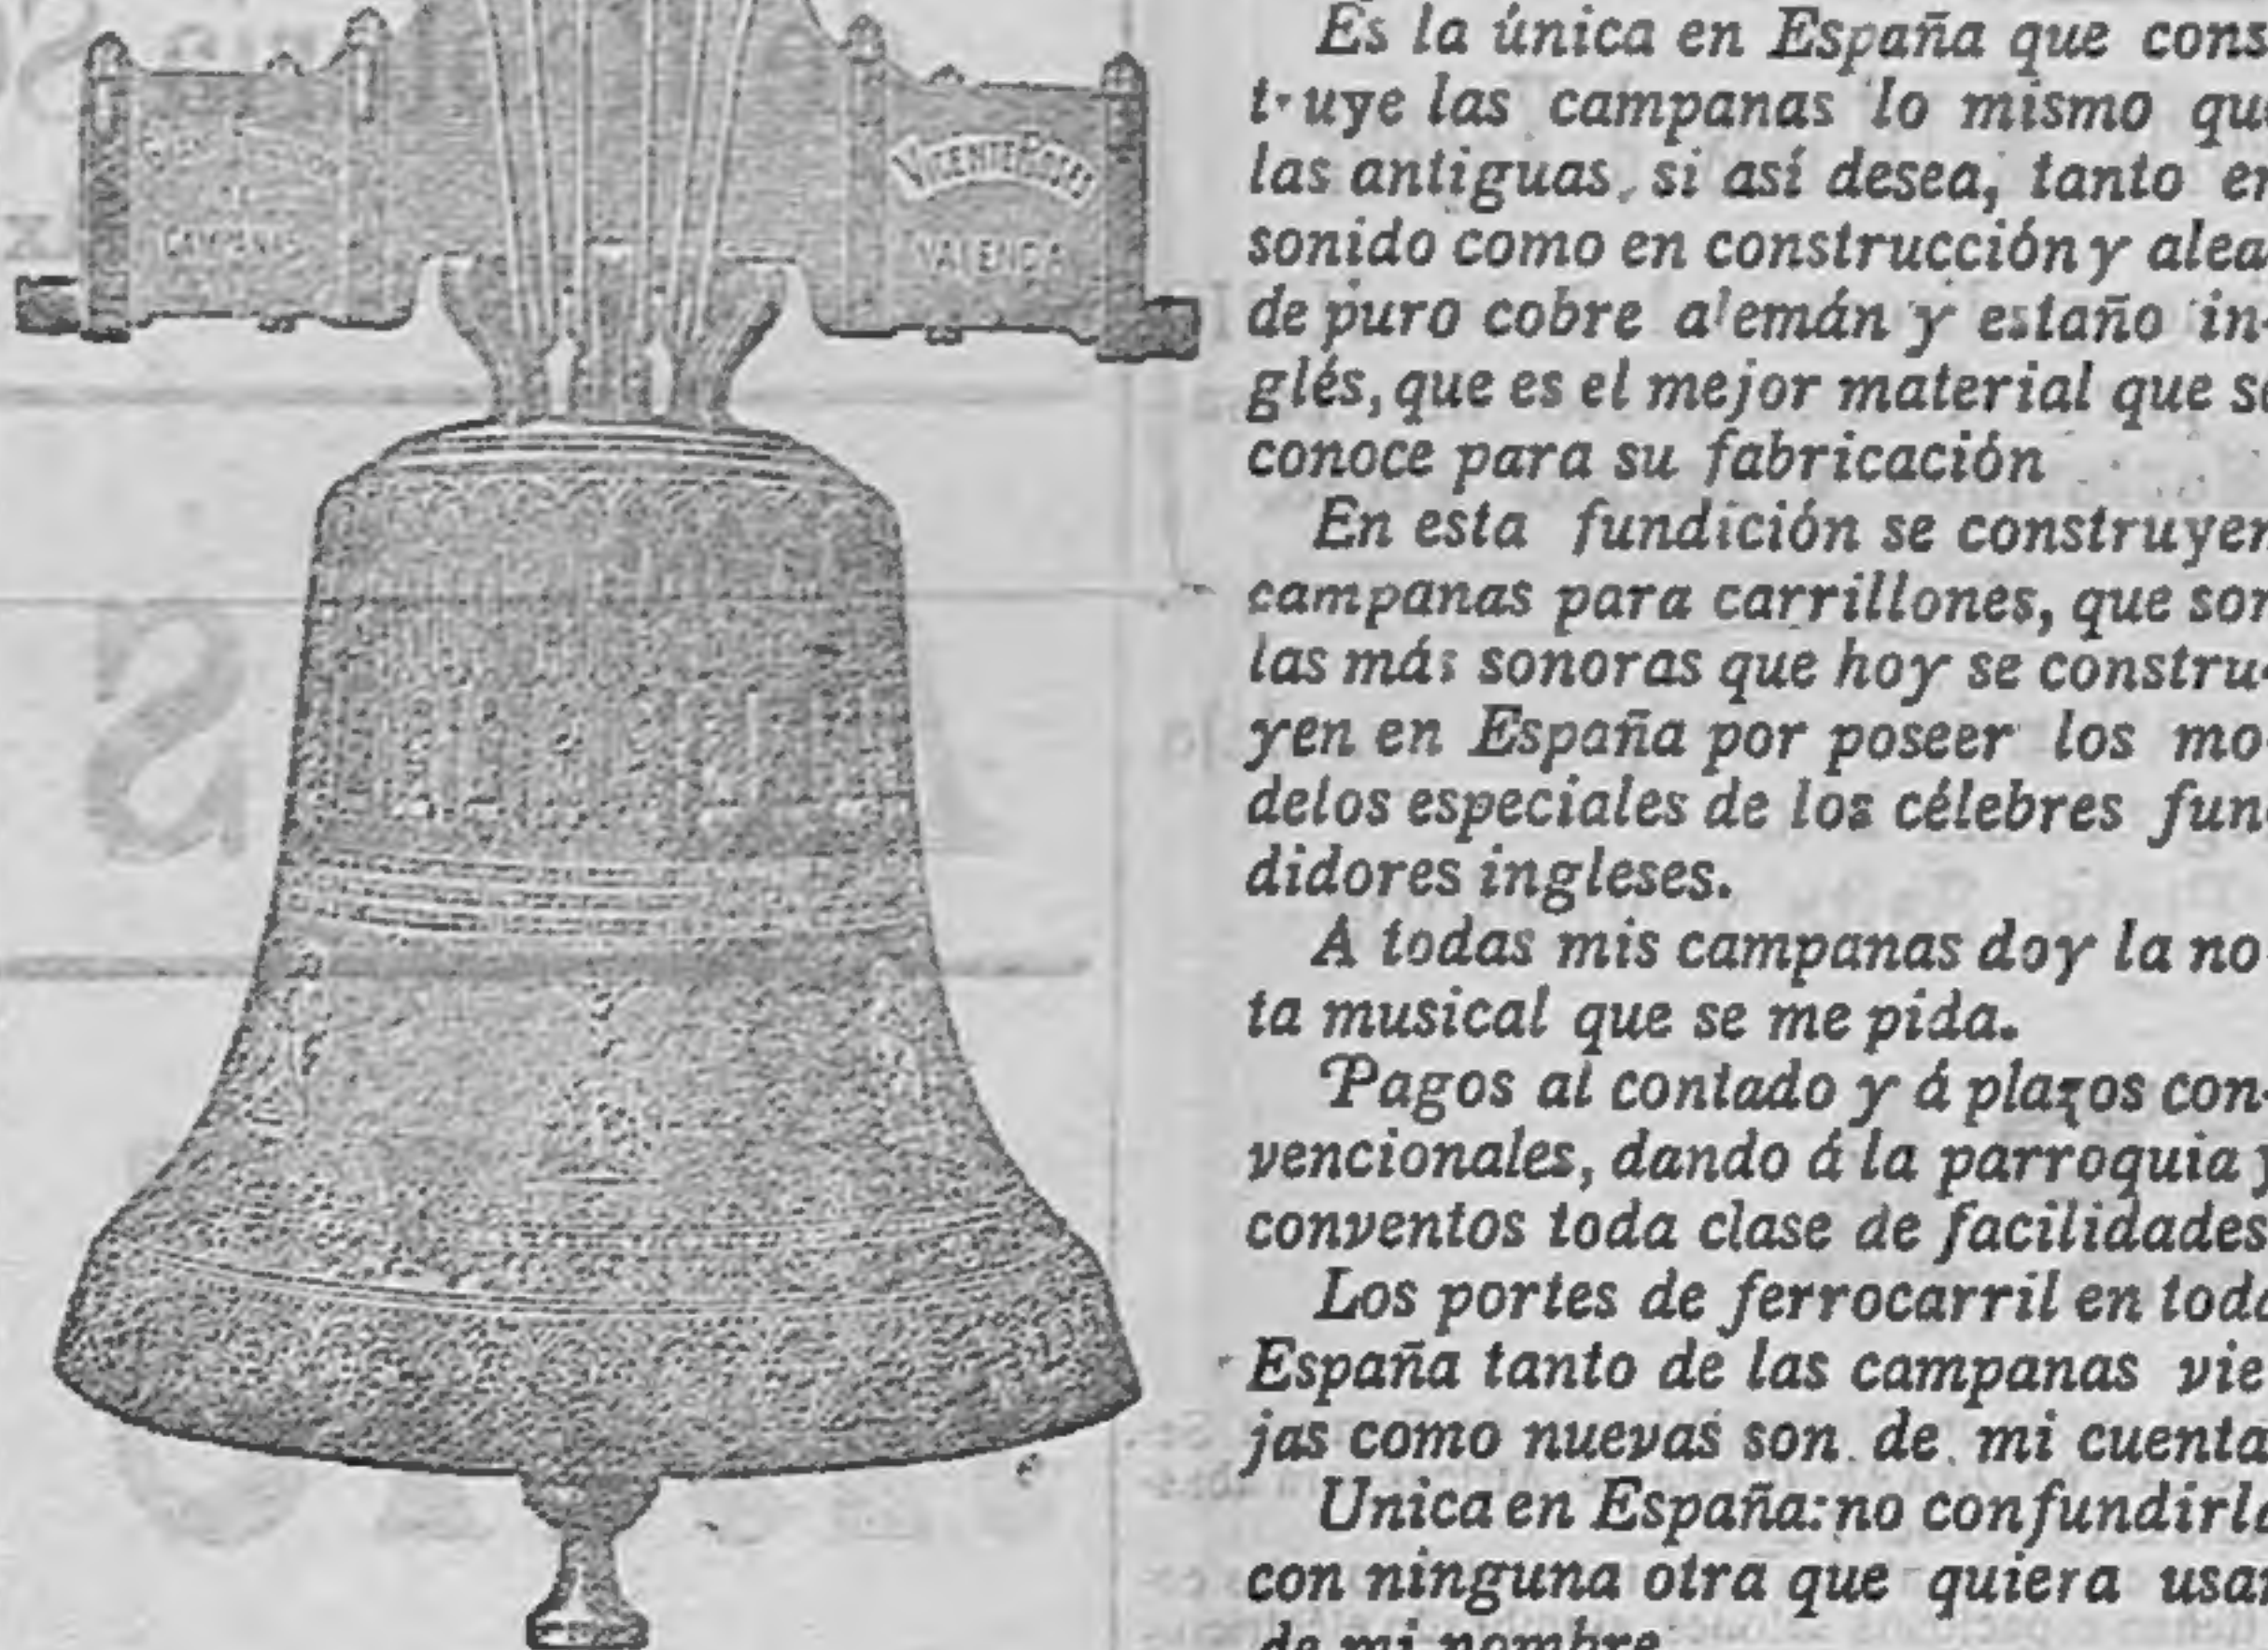 CAMPANAS
VICENTE ROSES
VALENCIA
Es la única en España que cons
t uye las campanas lo mismo qu
las antiguas, si así desea, tanto e
sonido como en construcción y alea
de puro cobre alemán y estaño in-
glés, que es el mejor material que s
conoce para su fabricación
En esta fundición se construyen
campanas para carrillones, que son
las más sonoras que hoy se constru-
yen en España por poseer los mo-
delos especiales de los célebres fun-
didores ingleses.
A todas mis campanas doy la no-
ta musical que se me pida.
Pagos al contado y á plazos con-
vencionales, dando á la parroquia y
conventos toda clase de facilidades
Los portes de ferrocarril en tod
España tanto de las campanas vie-
jas como nuevas son de mi cuenta
Unica en España: no confundirl
con ninguna otra que quiera usar
de mi nombre